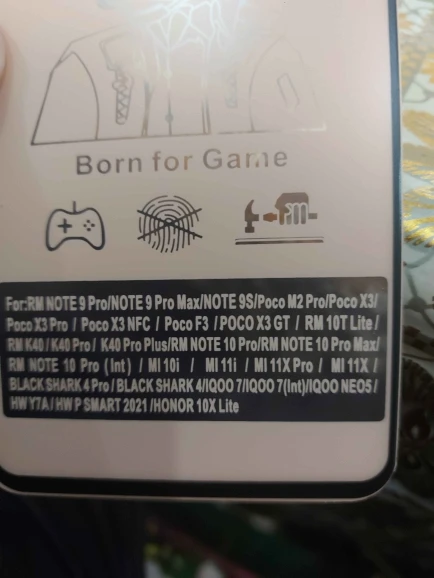 Born for Game
For:RM NOTE 9 Pro/NOTE 9 Pro Max/NOTE 9S/Poco M2 Pro/Poco X3/
Poco X3 Pro / Poco X3 NFC / Poco F3 / POCO X3 GT / RM 10T Lite /
RM K40 / K40 Pro / K40 Pro Plus/RM NOTE 10 Pro/RM NOTE 10 Pro Max/
RM NOTE 10 Pro (Int) / MI 10i / MI 11i / MI 11X Pro / MI 11X /
BLACK SHARK 4 Pro / BLACK SHARK 4/IQOO 7/IQOO 7(Int)/IQOO NEO5 /
HW Y7A / HW P SMART 2021 /HONOR 10X Lite